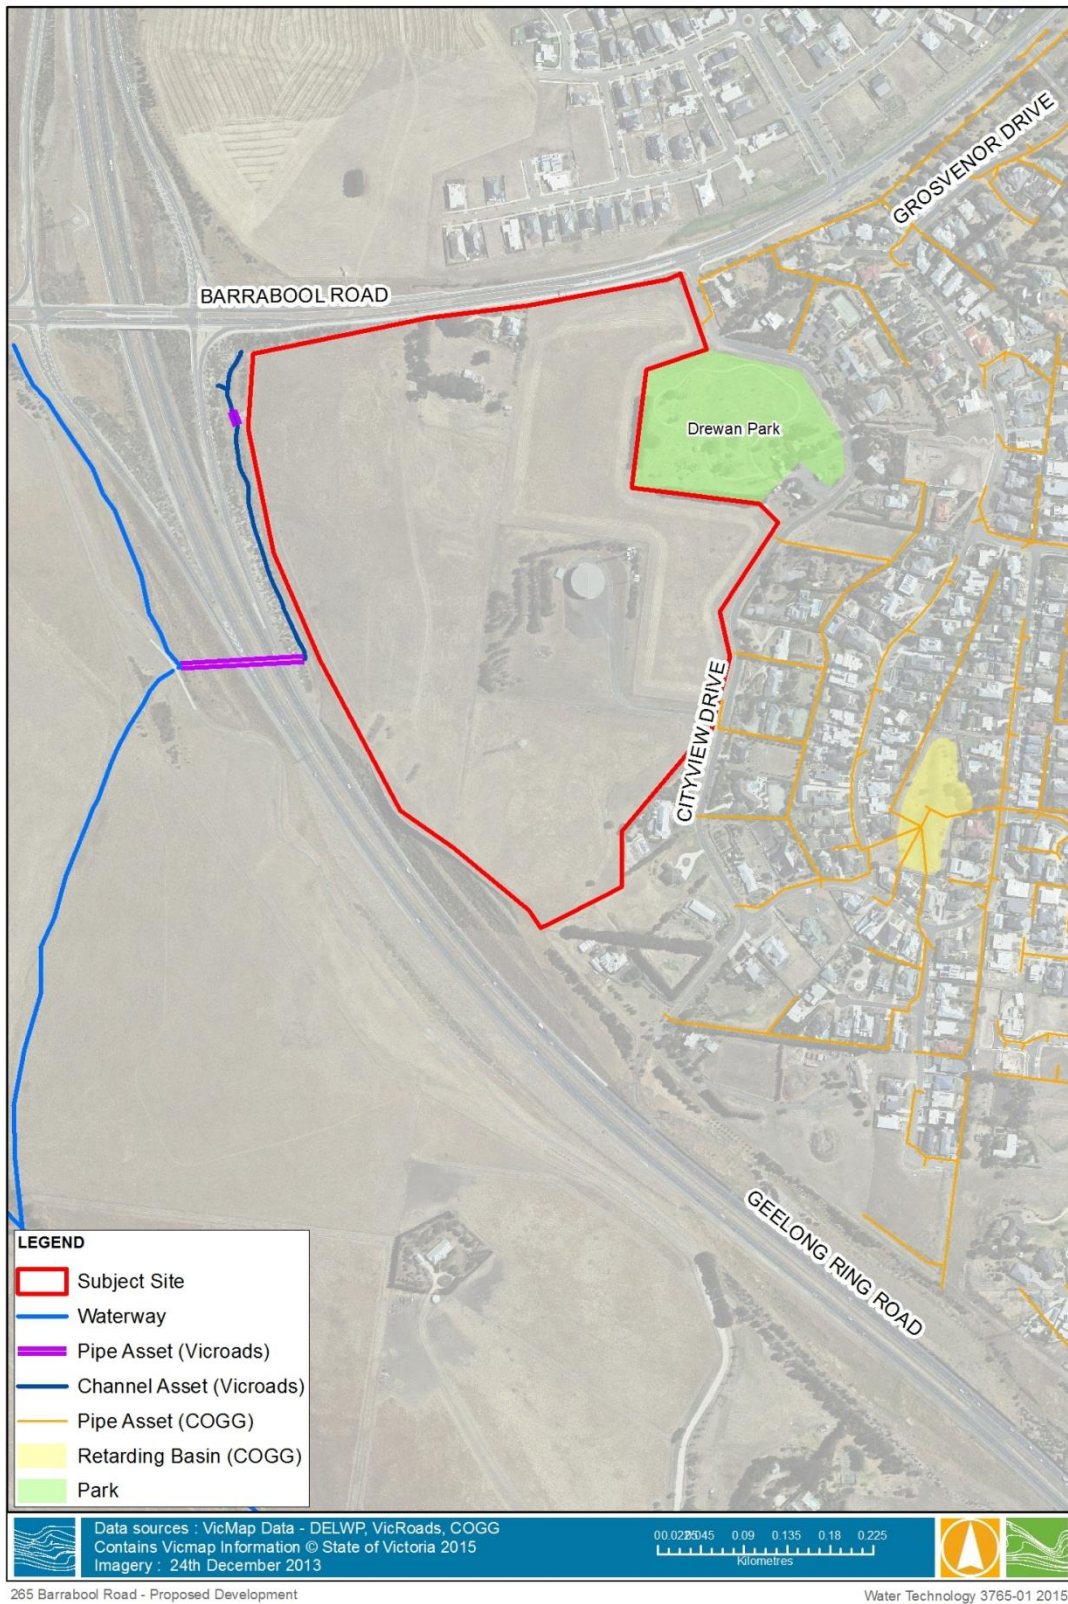 GROSVENOR DRIVE
BARRABOOL ROAD
Drewan Park
CITYVIEW DRIVE
GEELONG RING ROAD
LEGEND
Subject Site
Waterway
Pipe Asset (Vicroads)
Channel Asset (Vicroads)
Pipe Asset (COGG)
Retarding Basin (COGG)
Park
Data sources : VicMap Data - DELWP, VicRoads, COGG
Contains Vicmap Information © State of Victoria 2015
Imagery : 24th December 2013
0.09 0.135 0.18 0.225
Kilometres
265 Barrabool Road - Proposed Development
Water Technology 3765-01 2015